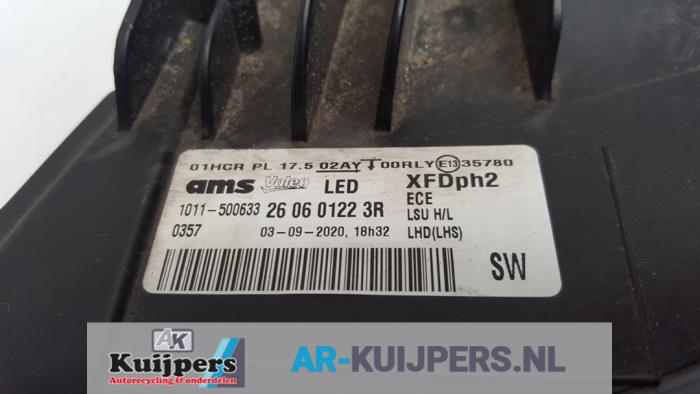 01HCR PL 17.5 02AY 00RLY E13 35780
ams Valeo LED XFDph2
1011-500633 26 06 0122 3R ECE
LSU H/L
0357 03-09-2020, 18h32 LHD(LHS)
SW
AK
Kuijpers
Autorecycling & onderdelen
AR-KUIJPERS.NL